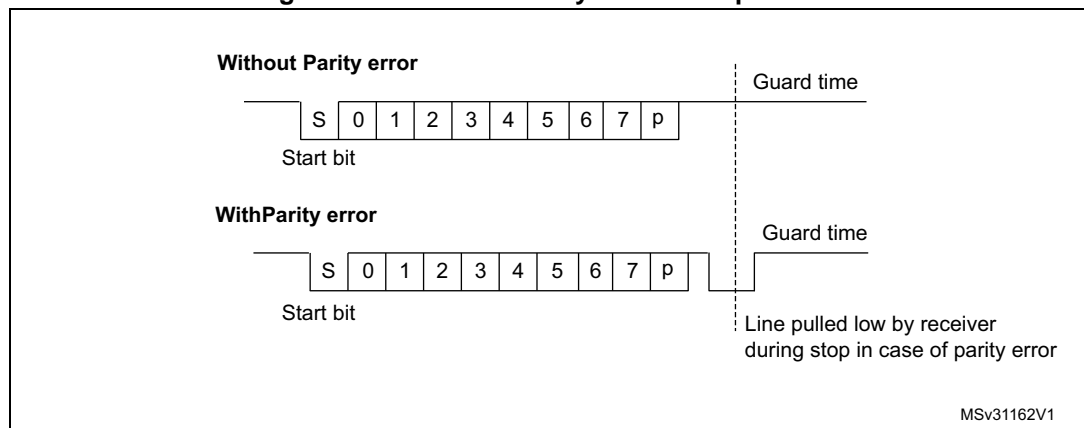 Without Parity error
Guard time
S 0 1 2 3 4 5 6 7 p
Start bit
WithParity error
Guard time
S 0 1 2 3 4 5 6 7 p
Start bit
Line pulled low by receiver
during stop in case of parity error
MSv31162V1